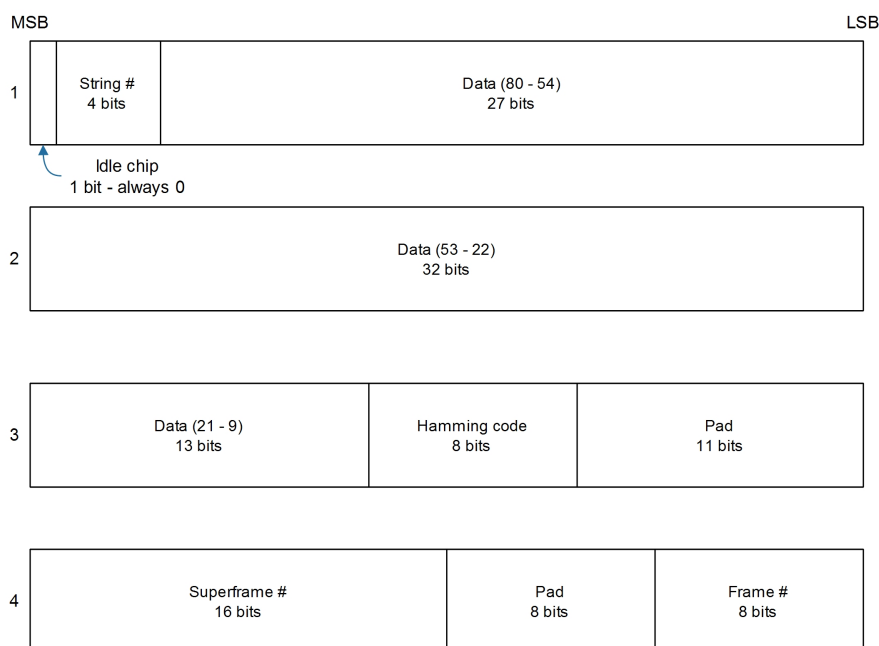 MSB
LSB
1
String #
4 bits
Data (80 - 54)
27 bits
Idle chip
1 bit - always 0
2
Data (53 - 22)
32 bits
3
Data (21 - 9)
13 bits
Hamming code
8 bits
Pad
11 bits
4
Superframe #
16 bits
Pad
8 bits
Frame #
8 bits